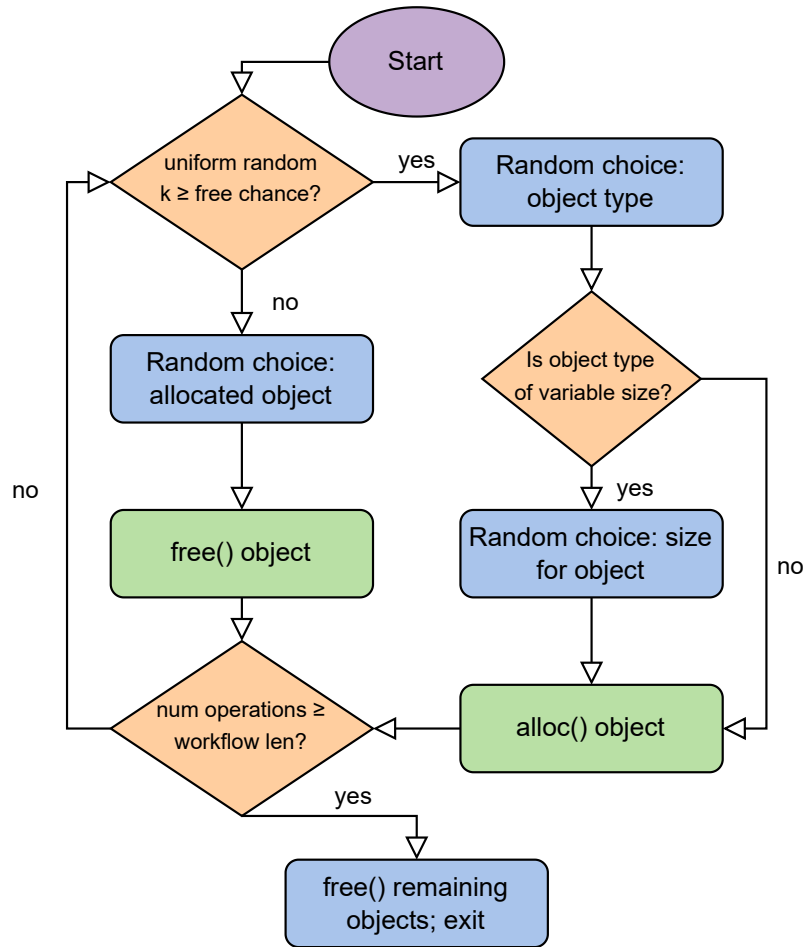 Start
uniform random
k ≥ free chance?
yes
Random choice:
object type
no
Random choice:
allocated object
Is object type
of variable size?
no
free() object
yes
Random choice: size
for object
no
num operations ≥
workflow len?
alloc() object
yes
free() remaining
objects; exit